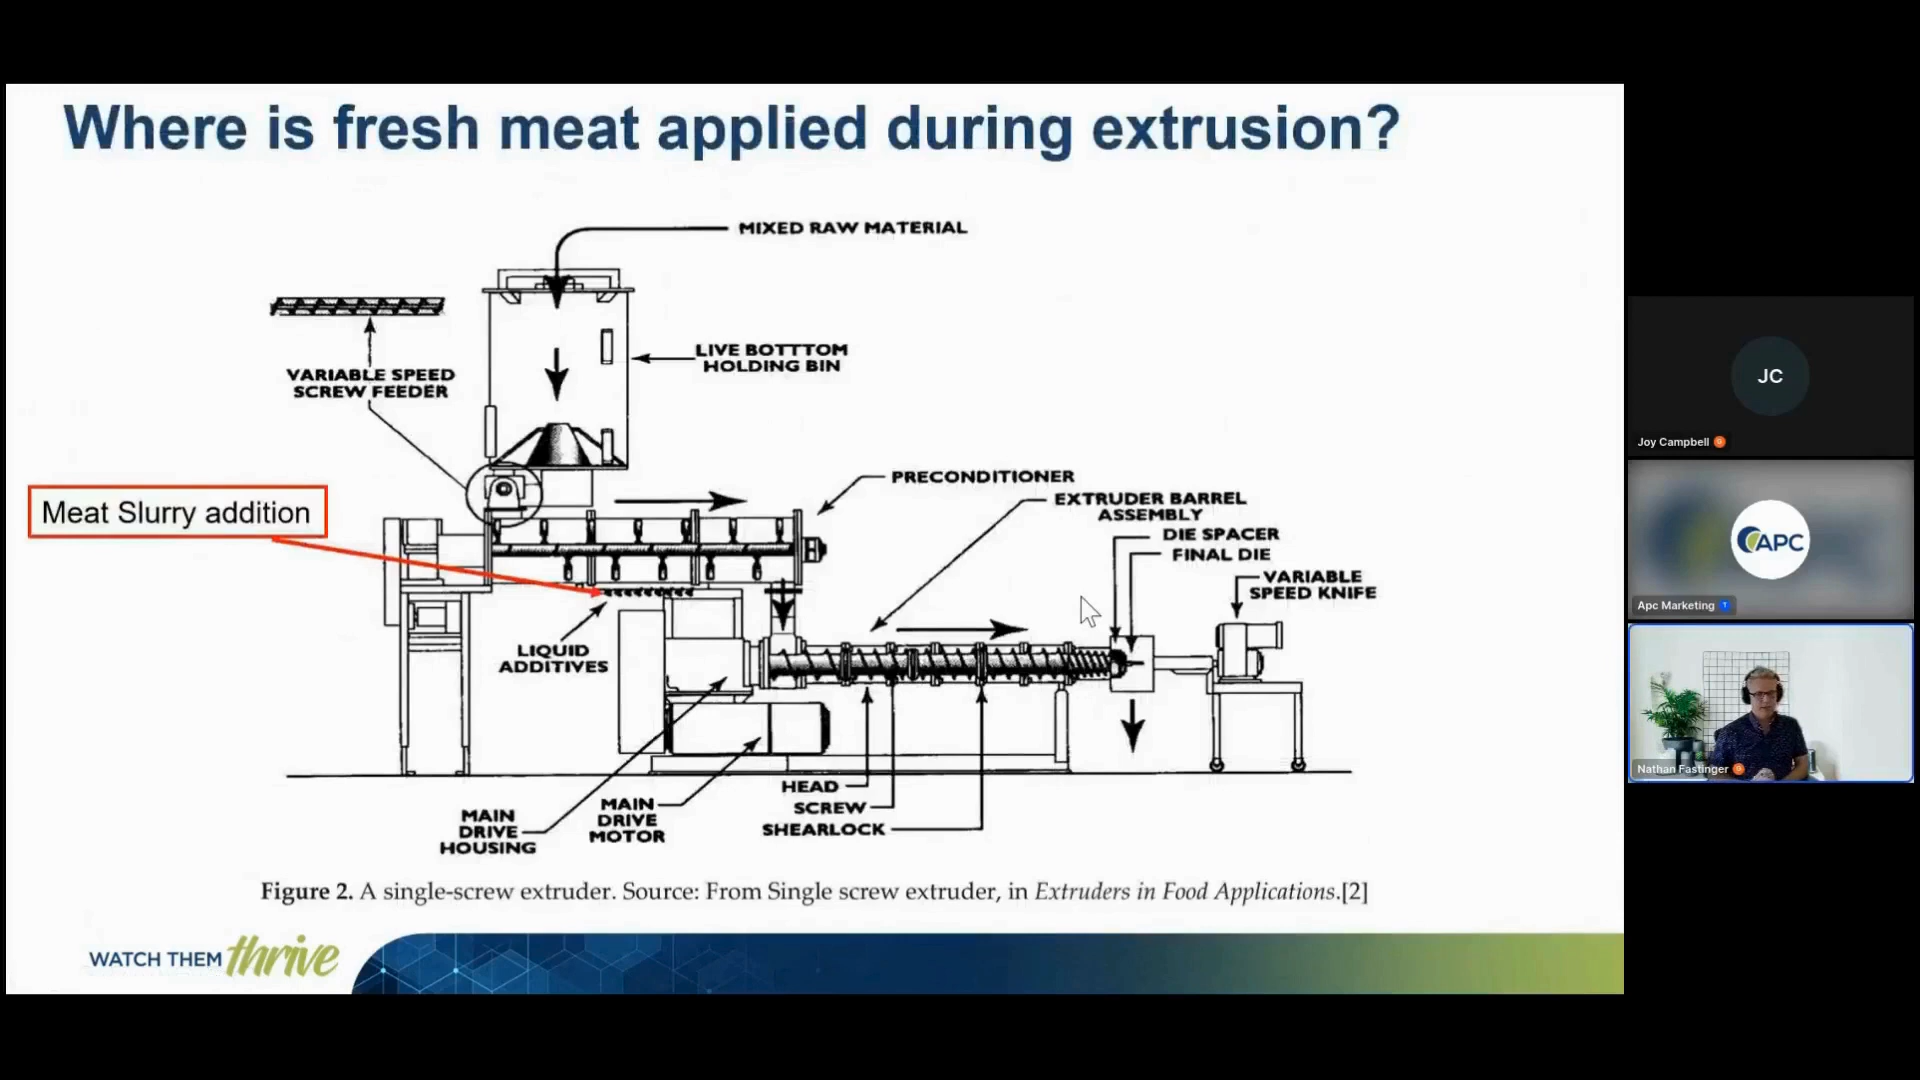 Where is fresh meat applied during extrusion?
MIXED RAW MATERIAL
LIVE BOTTTOM
HOLDING BIN
VARIABLE SPEED
SCREW FEEDER
Meat Slurry addition
PRECONDITIONER
EXTRUDER BARREL
ASSEMBLY
DIE SPACER
FINAL DIE
VARIABLE
SPEED KNIFE
LIQUID
ADDITIVES
HEAD
SCREW
SHEARLOCK
MAIN
DRIVE
MOTOR
MAIN
DRIVE
HOUSING
Figure 2. A single-screw extruder. Source: From Single screw extruder, in Extruders in Food Applications.[2]
WATCH THEM thrive
JC
Joy Campbell
APC
Apc Marketing
Nathan Fastinger